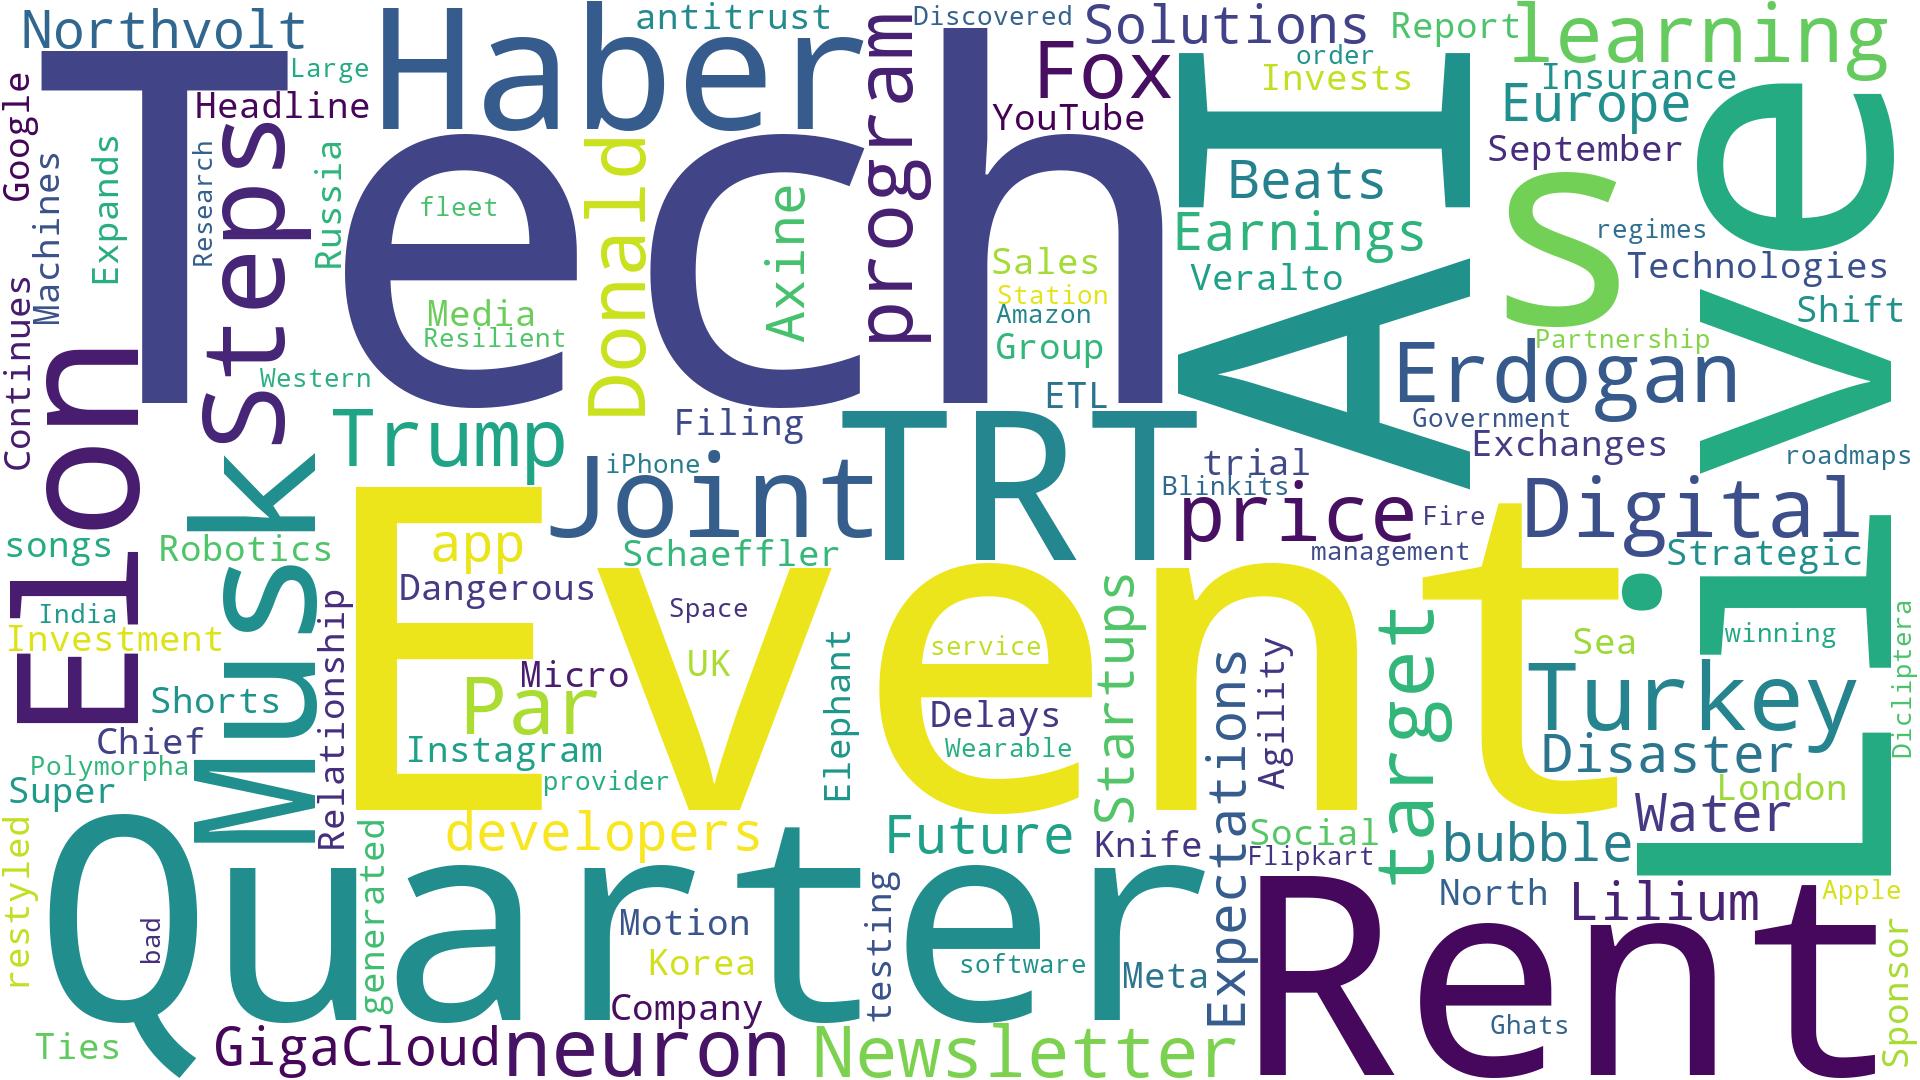 Northvolt
Haber
antitrust
Discovered
Solutions
Report
learning
Google
Large
Headline
Tech
program
Fox
YouTube
order
Invests
AI
Insurance
Europe
September
Live
Machines
Expands
Research
Steps
Russia
fleet
Donald
Axine
Beats
Earnings
Veralto
S
regimes
Technologies
Shift
Partnership
Continues
Elon
Western
Media
Resilient
Sales
Station
Amazon
Group
ETL
Erdogan
Government
Exchanges
roadmaps
Trump
Filing
TRT
trial
Blinkits
iPhone
Joint
price
Fire
management
Digital
Strategic
songs
Robotics
Musk
app
Schaeffler
Dangerous
Event
Space
India
Investment
Relationship
Micro
UK
Par
Elephant
service
Startups
target
Sea
winning
Dicliptera
Shorts
Chief
Polymorpha
Super
Instagram
provider
Delays
Wearable
Expectations
Agility
Turkey
Disaster
London
Water
developers
Future
Knife
Social
Flipkart
bubble
restyled
bad
Quarter
generated
Motion
Korea
Company
testing
software
Meta
Rent
North
Lilium
Apple
Ghats
Sponsor
Ties
GigaCloud
neuron
Newsletter